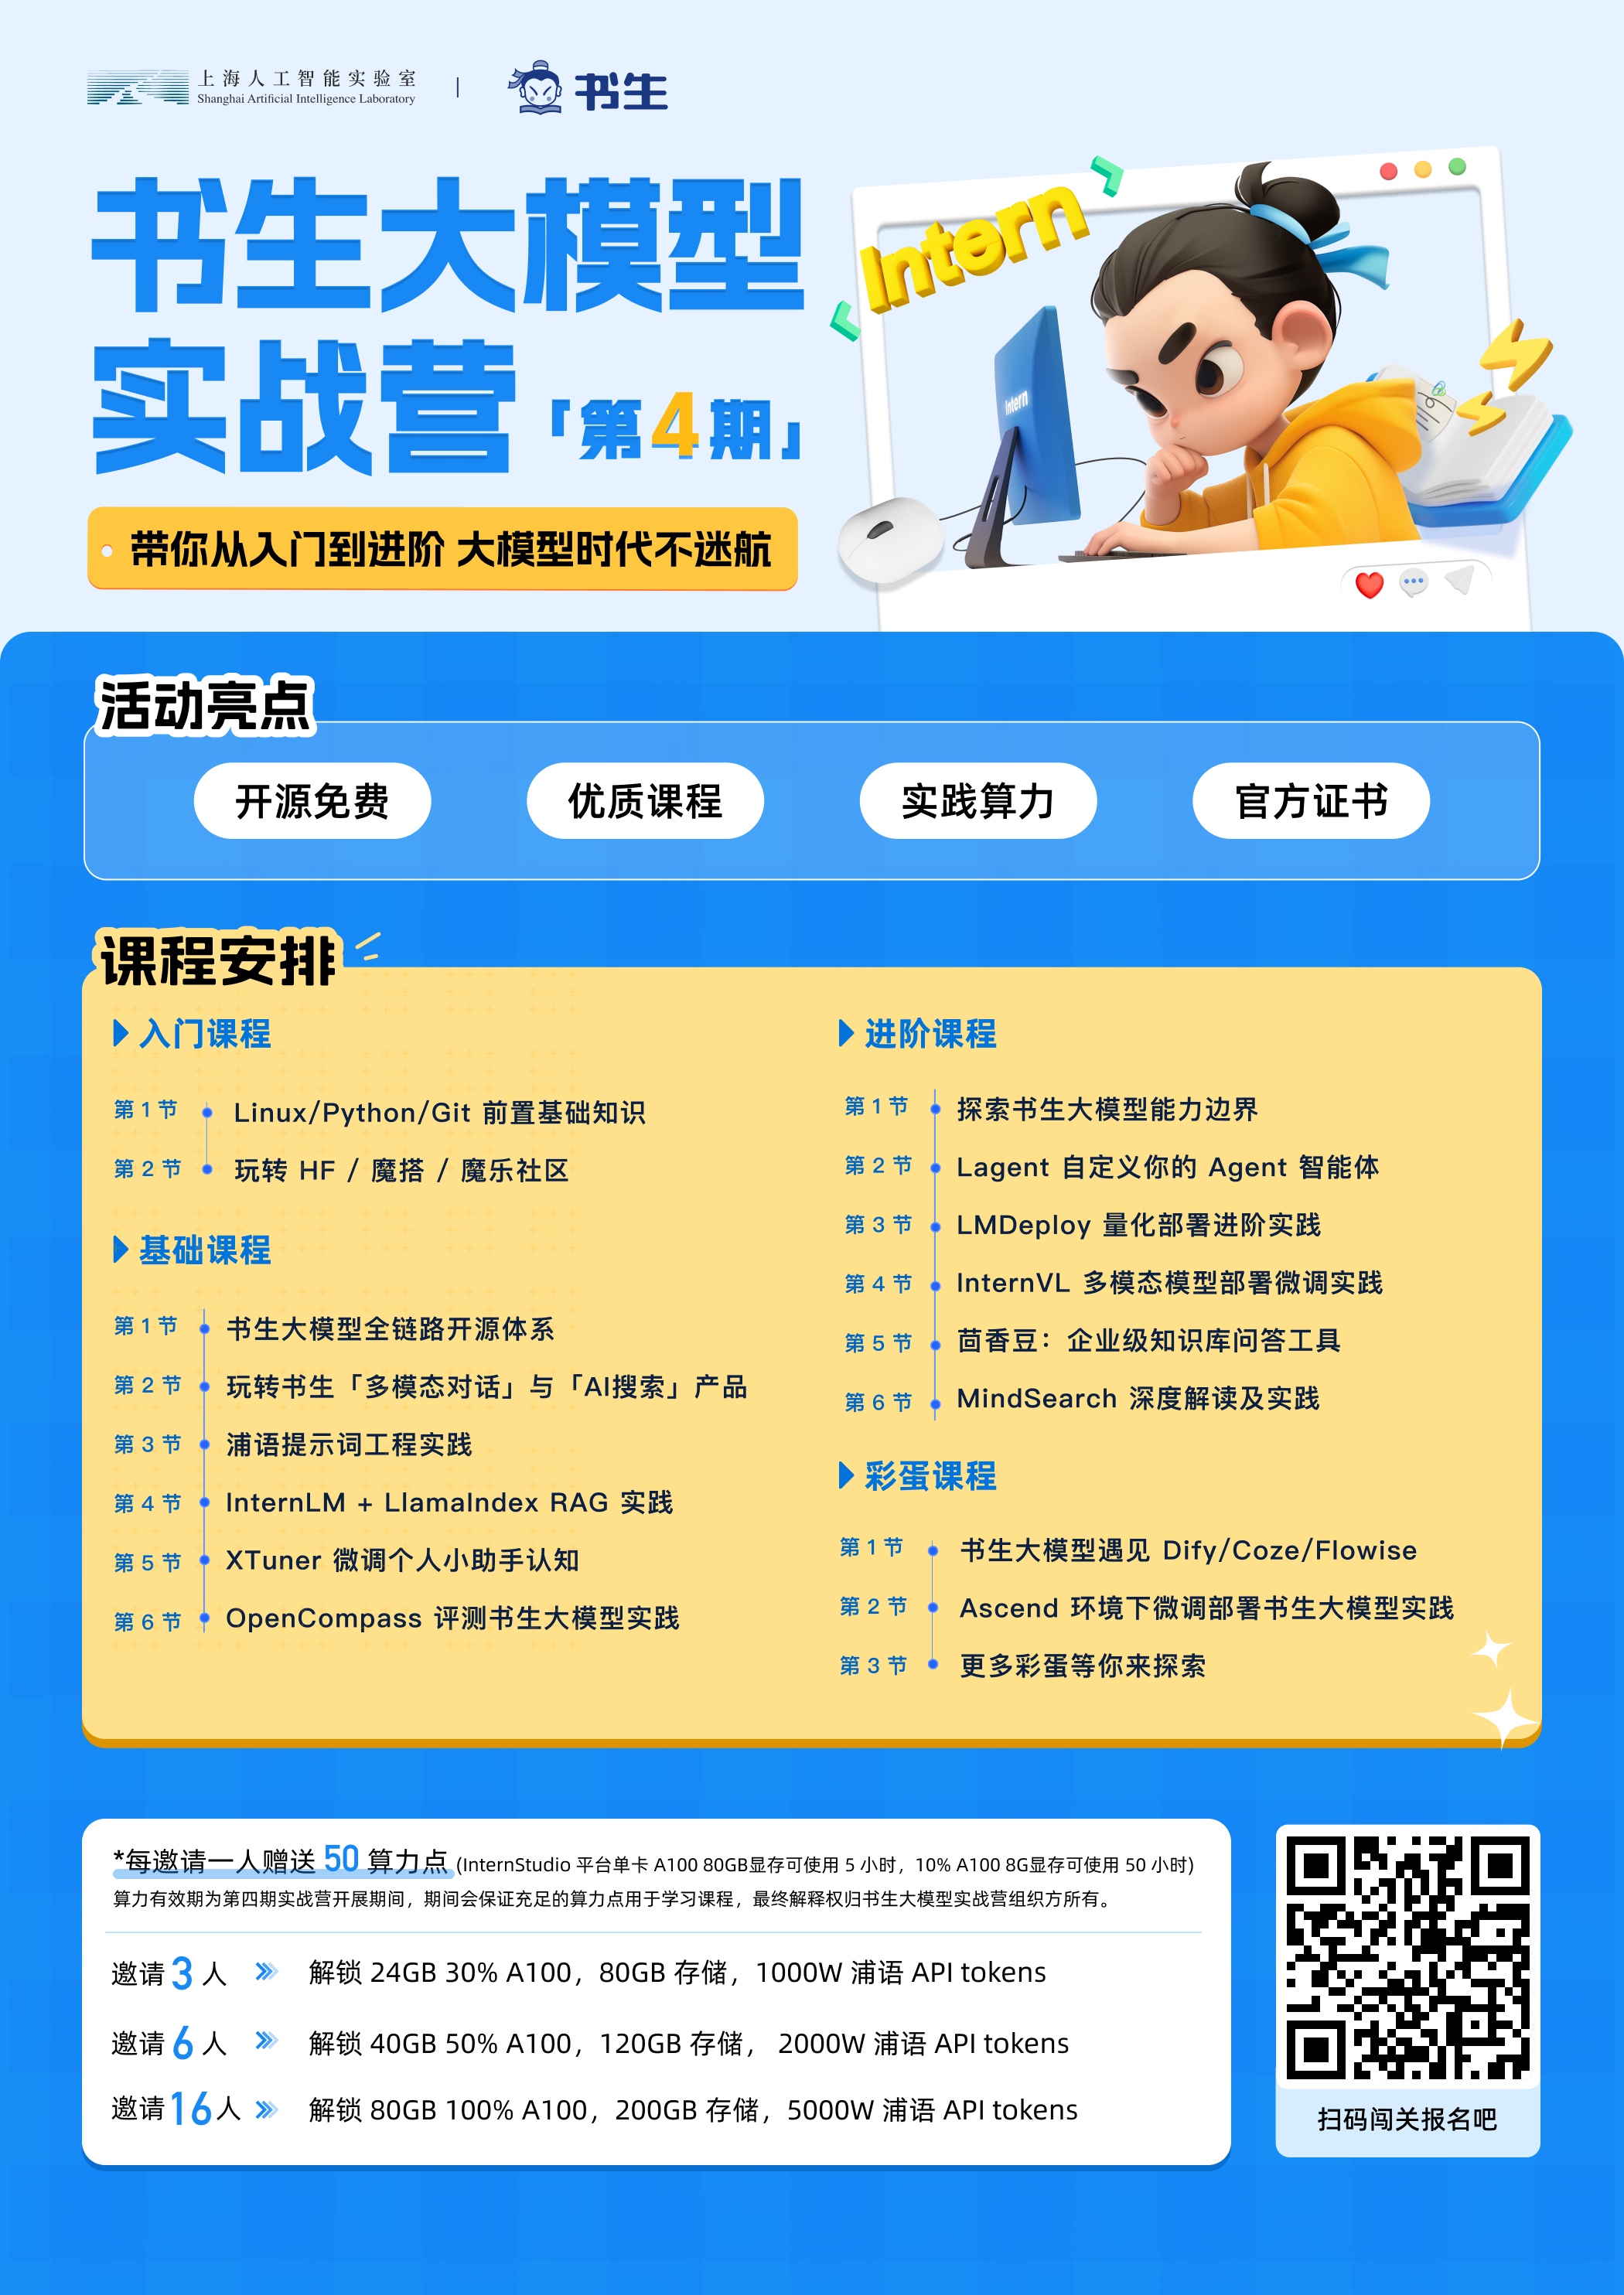 上海人工智能实验室
Shanghai Artificial Intelligence Laboratory
书生
书生大模型
实战营「第4期」
带你从入门到进阶 大模型时代不迷航
Intern
Intern
活动亮点
开源免费
优质课程
实践算力
官方证书
课程安排
入门课程
第 1 节 Linux/Python/Git 前置基础知识
第 2 节 玩转 HF / 魔搭 / 魔乐社区
基础课程
第 1 节 书生大模型全链路开源体系
第 2 节 玩转书生「多模态对话」与「AI搜索」产品
第 3 节 浦语提示词工程实践
第 4 节 InternLM + LlamaIndex RAG 实践
第 5 节 XTuner 微调个人小助手认知
第 6 节 OpenCompass 评测书生大模型实践
进阶课程
第 1 节 探索书生大模型能力边界
第 2 节 Lagent 自定义你的 Agent 智能体
第 3 节 LMDeploy 量化部署进阶实践
第 4 节 InternVL 多模态模型部署微调实践
第 5 节 茴香豆：企业级知识库问答工具
第 6 节 MindSearch 深度解读及实践
彩蛋课程
第 1 节 书生大模型遇见 Dify/Coze/Flowise
第 2 节 Ascend 环境下微调部署书生大模型实践
第 3 节 更多彩蛋等你来探索
*每邀请一人赠送 50 算力点 (InternStudio 平台单卡 A100 80GB显存可使用 5 小时，10% A100 8G显存可使用 50 小时)
算力有效期为第四期实战营开展期间，期间会保证充足的算力点用于学习课程，最终解释权归书生大模型实战营组织方所有。
邀请 3 人 解锁 24GB 30% A100，80GB 存储，1000W 浦语 API tokens
邀请 6 人 解锁 40GB 50% A100，120GB 存储， 2000W 浦语 API tokens
邀请 16 人 解锁 80GB 100% A100，200GB 存储，5000W 浦语 API tokens
扫码闯关报名吧